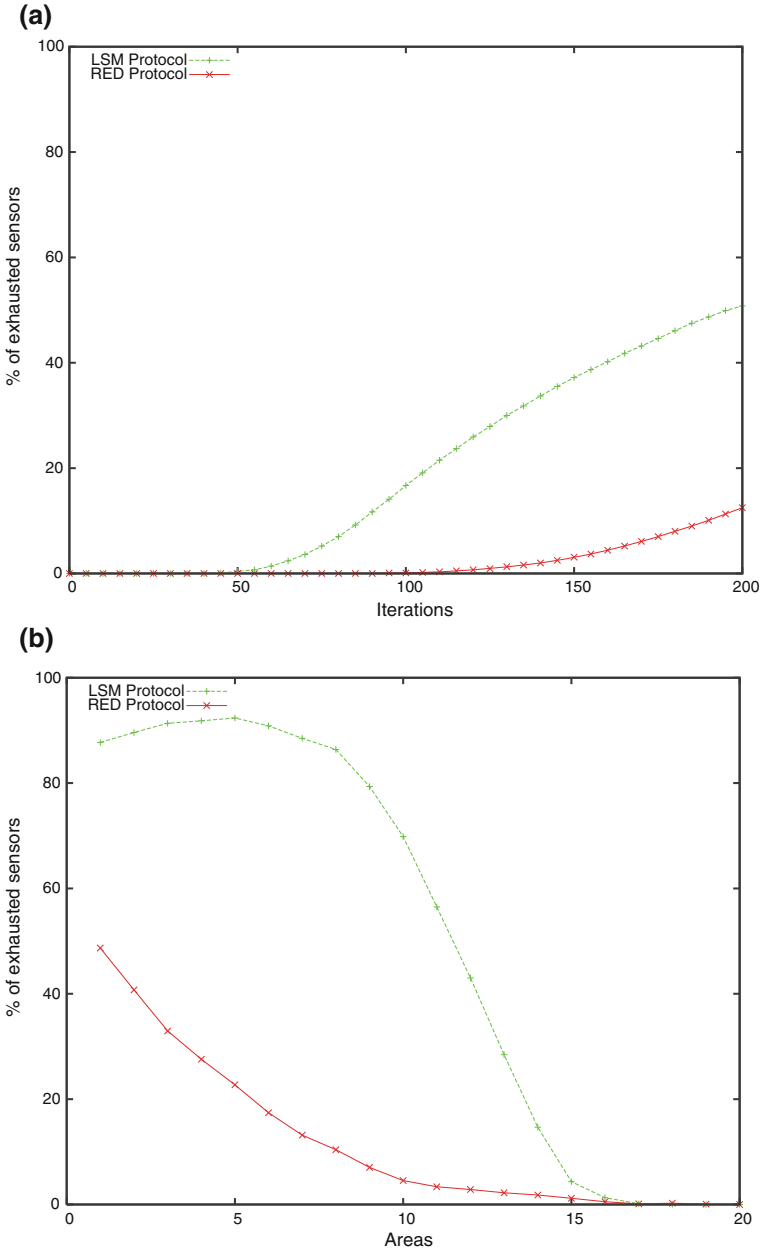 (a)
100
LSM Protocol
RED Protocol
80
60
40
20
0
% of exhausted sensors
0 50 100 150 200
Iterations
(b)
100
LSM Protocol
RED Protocol
80
60
40
20
0
% of exhausted sensors
0 5 10 15 20
Areas